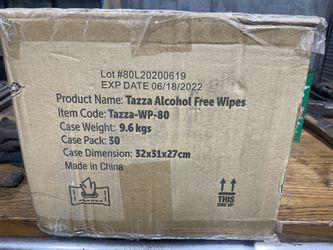 Lot #80L20200619
EXP DATE 06/18/2022
Product Name: Tazza Alcohol Free Wipes
Item Code: Tazza-WP-80
Case Weight: 9.6 kgs
Case Pack: 30
Case Dimension: 32x31x27cm
Made in China
THIS
SIDE UP